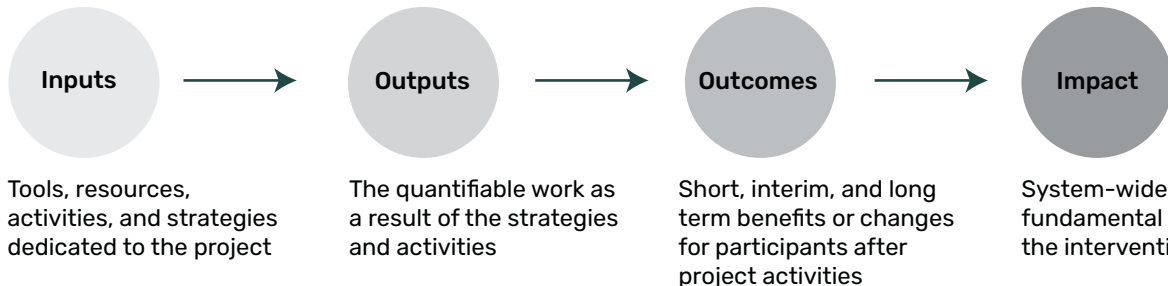 Inputs
Outputs
Outcomes
Impact
Tools, resources,
activities, and strategies
dedicated to the project
The quantifiable work as
a result of the strategies
and activities
Short, interim, and long
term benefits or changes
for participants after
project activities
System-wide
fundamental
the interventi